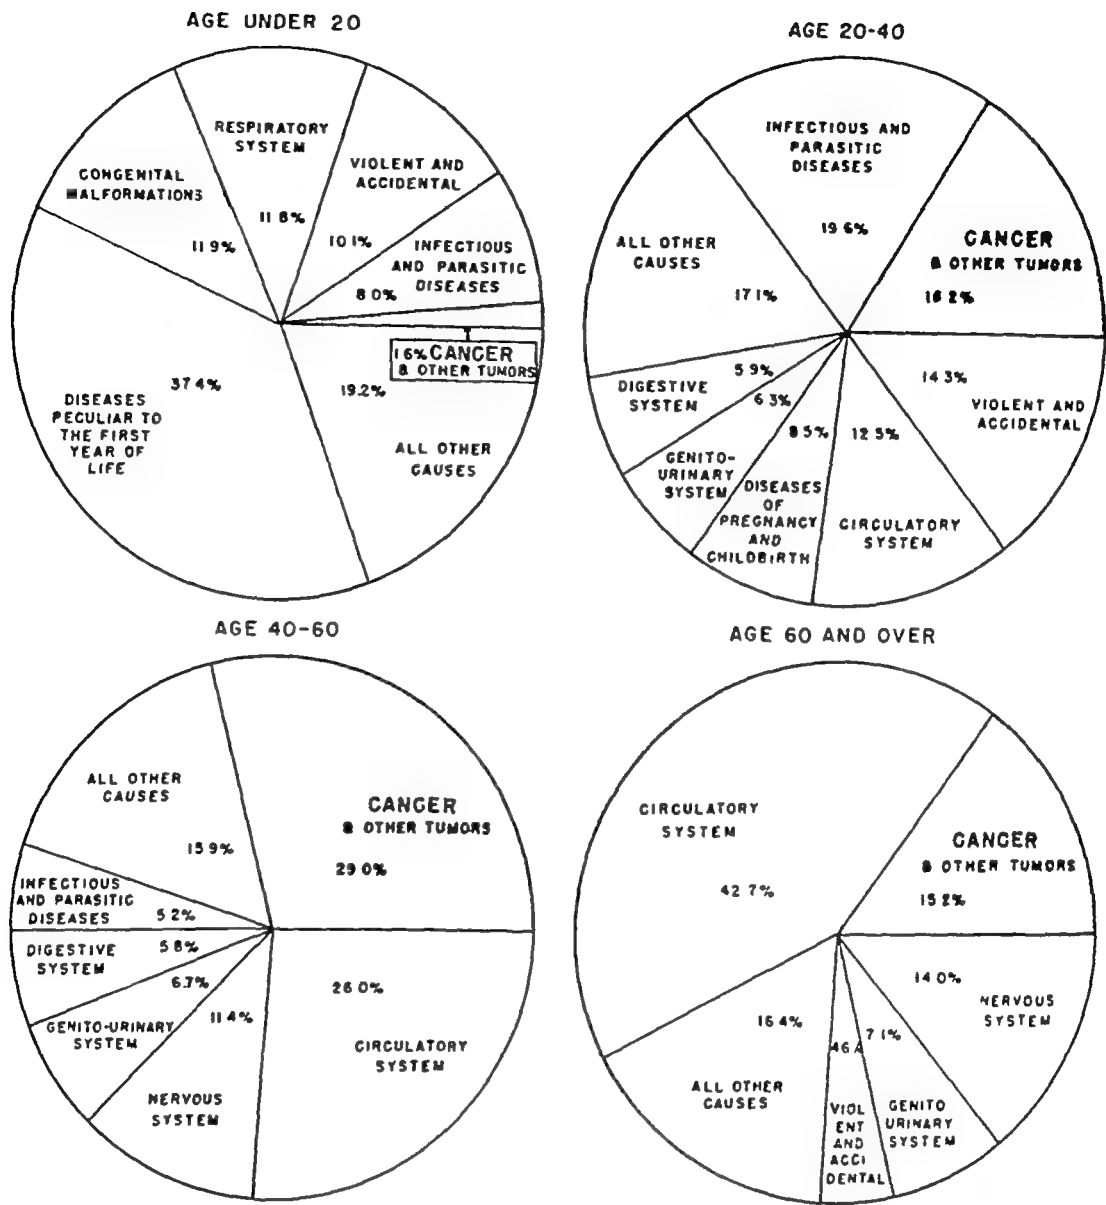 AGE UNDER 20
CONGENITAL
MALFORMATIONS
11.9%
RESPIRATORY
SYSTEM
11.8%
VIOLENT AND
ACCIDENTAL
10.1%
INFECTIOUS
AND PARASITIC
DISEASES
8.0%
1.6% CANCER
& OTHER TUMORS
19.2%
ALL OTHER
CAUSES
37.4%
DISEASES
PECULIAR TO
THE FIRST
YEAR OF
LIFE
AGE 20-40
INFECTIOUS AND
PARASITIC
DISEASES
19.6%
CANCER
& OTHER TUMORS
16.2%
14.3%
VIOLENT AND
ACCIDENTAL
12.5%
CIRCULATORY
SYSTEM
8.5%
DISEASES
OF
PREGNANCY
AND
CHILDBIRTH
6.3%
GENITO-
URINARY
SYSTEM
5.9%
DIGESTIVE
SYSTEM
ALL OTHER
CAUSES
17.1%
AGE 40-60
CANCER
& OTHER TUMORS
29.0%
26.0%
CIRCULATORY
SYSTEM
11.4%
NERVOUS
SYSTEM
6.7%
GENITO-URINARY
SYSTEM
5.8%
DIGESTIVE
SYSTEM
INFECTIOUS
AND PARASITIC
DISEASES
5.2%
ALL OTHER
CAUSES
15.9%
AGE 60 AND OVER
CIRCULATORY
SYSTEM
42.7%
CANCER
& OTHER TUMORS
15.2%
14.0%
NERVOUS
SYSTEM
7.1%
GENITO
URINARY
SYSTEM
4.6%
VIOL
ENT
AND
ACCI
DENTAL
16.4%
ALL OTHER
CAUSES